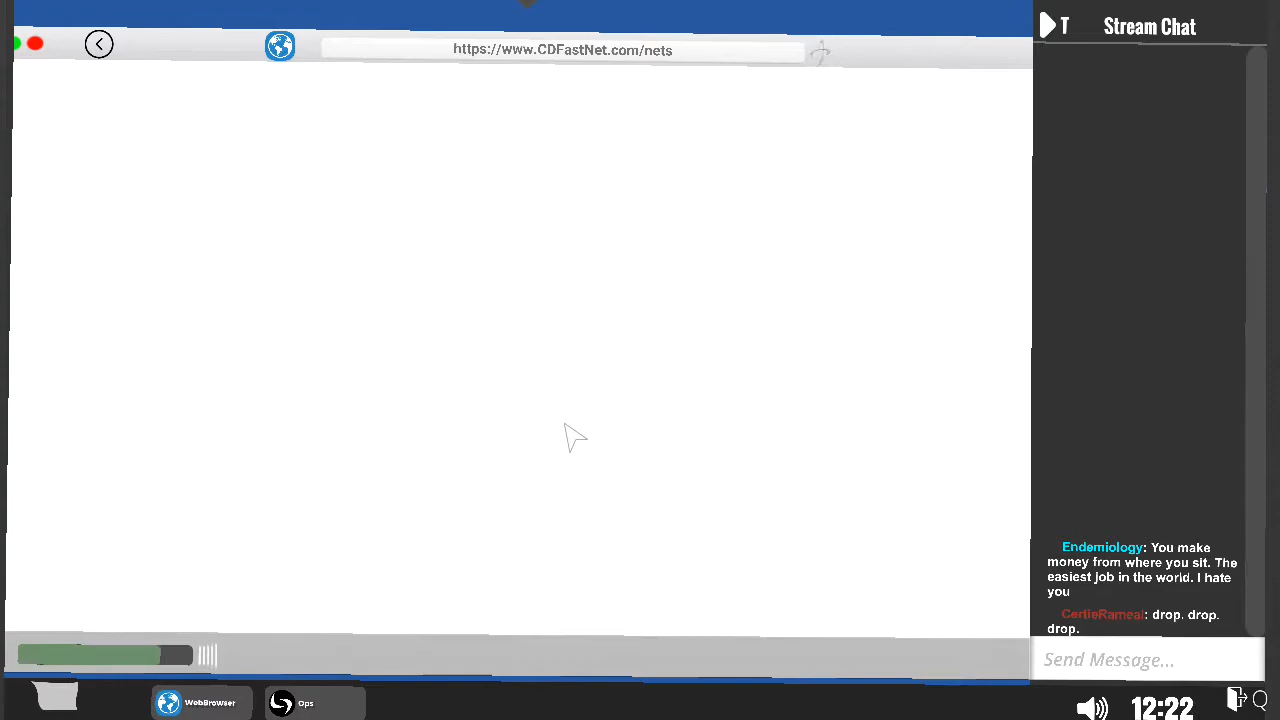 https://www.CDFastNet.com/nets
T Stream Chat
Endemiology: You make
money from where you sit. The
easiest job in the world. I hate
you
CertieRameal: drop. drop.
drop.
Send Message...
WebBrowser
Ops
12:22
Q